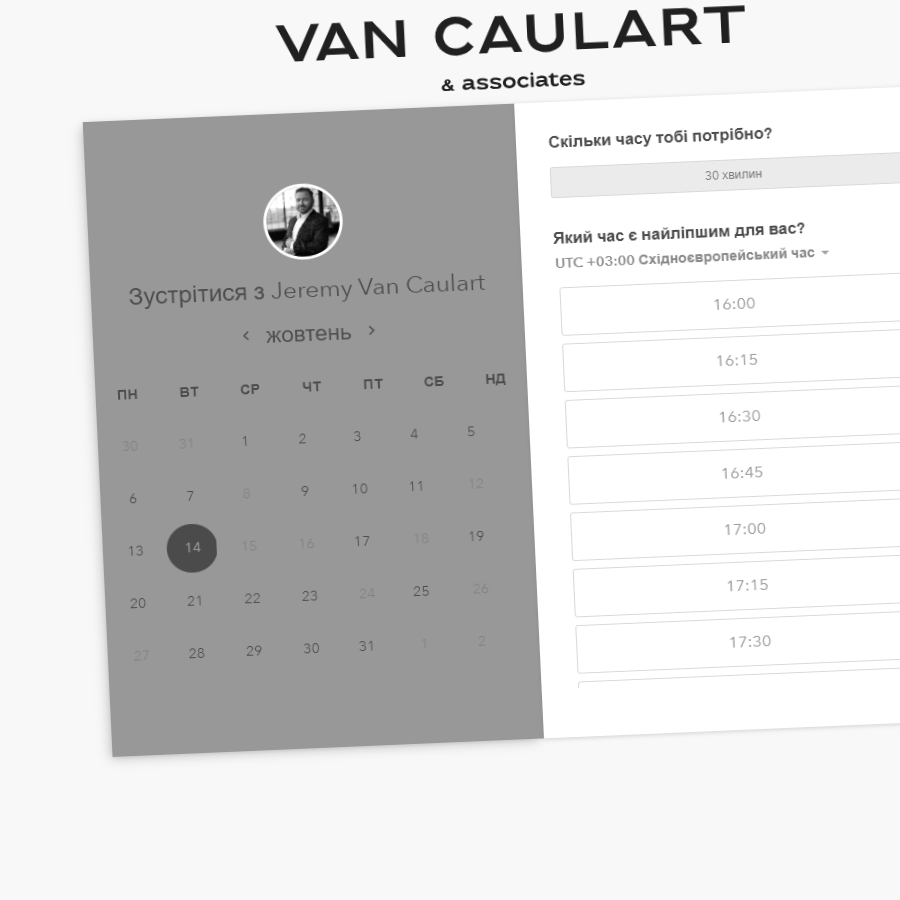 VAN CAULART
& associates
Зустрітися з Jeremy Van Caulart
жовтень
ПН ВТ СР ЧТ ПТ СБ НД
30 31 1 2 3 4 5
6 7 8 9 10 11 12
13 14 15 16 17 18 19
20 21 22 23 24 25 26
27 28 29 30 31 1 2
Скільки часу тобі потрібно?
30 хвилин
Який час є найліпшим для вас?
UTC +03:00 Східноєвропейський час
16:00
16:15
16:30
16:45
17:00
17:15
17:30